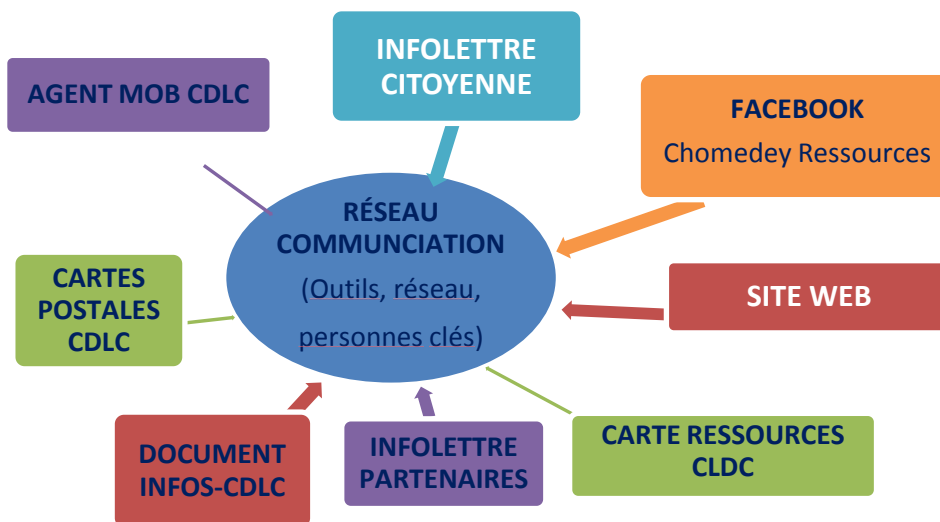 INFOLETTRE
CITOYENNE
AGENT MOB CDLC
FACEBOOK
Chomedey Ressources
RÉSEAU
COMMUNCIATION
(Outils, réseau,
personnes clés)
CARTES
POSTALES
CDLC
SITE WEB
DOCUMENT
INFOS-CDLC
INFOLETTRE
PARTENAIRES
CARTE RESSOURCES
CLDC